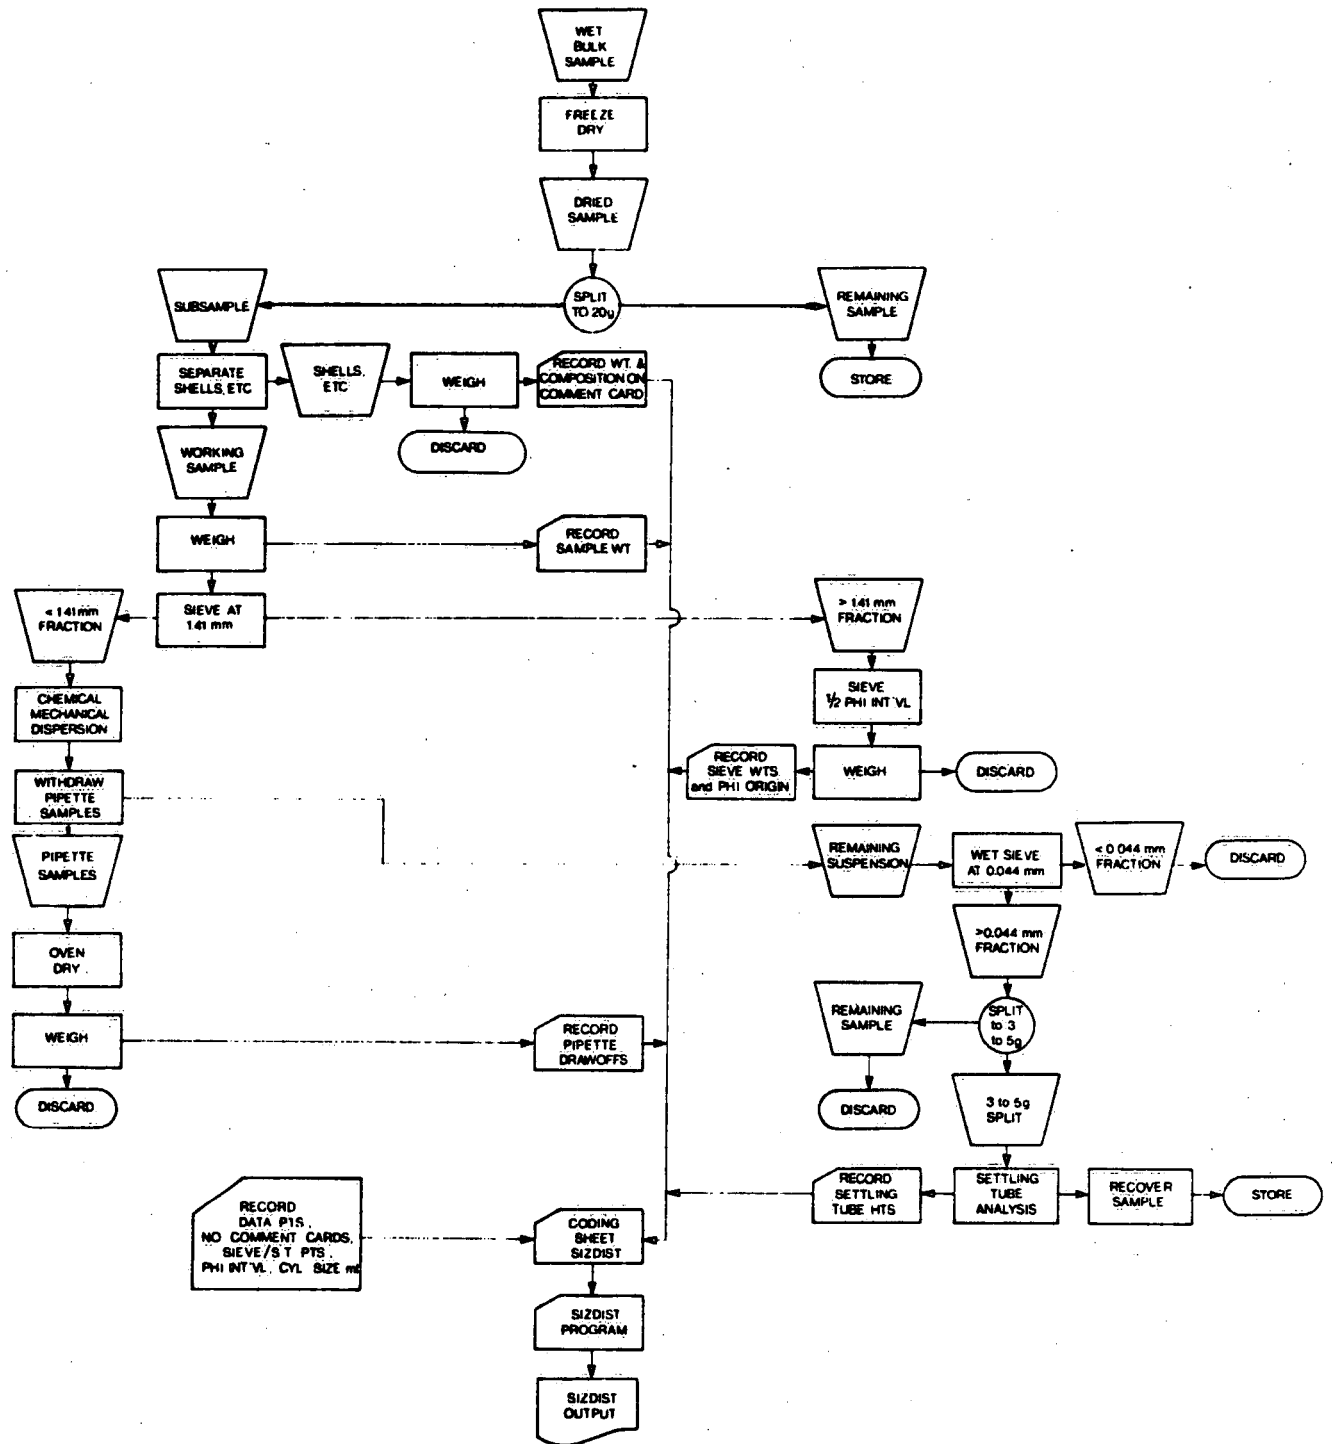 WET
BULK
SAMPLE
FREEZE
DRY
DRIED
SAMPLE
SPLIT
TO 20g
SUBSAMPLE
REMAINING
SAMPLE
STORE
SEPARATE
SHELLS, ETC
SHELLS,
ETC
WEIGH
RECORD WT. &
COMPOSITION ON
COMMENT CARD
DISCARD
WORKING
SAMPLE
WEIGH
RECORD
SAMPLE WT
SIEVE AT
1.41 mm
< 1.41 mm
FRACTION
> 1.41 mm
FRACTION
CHEMICAL
MECHANICAL
DISPERSION
SIEVE
1/2 PHI INT'VL
WEIGH
DISCARD
RECORD
SIEVE WTS
and PHI ORIGIN
WITHDRAW
PIPETTE
SAMPLES
PIPETTE
SAMPLES
REMAINING
SUSPENSION
WET SIEVE
AT 0.044 mm
< 0.044 mm
FRACTION
DISCARD
>0.044 mm
FRACTION
OVEN
DRY
WEIGH
DISCARD
RECORD
PIPETTE
DRAWOFFS
SPLIT
to 3
to 5g
REMAINING
SAMPLE
DISCARD
3 to 5g
SPLIT
SETTLING
TUBE
ANALYSIS
RECOVER
SAMPLE
STORE
RECORD
SETTLING
TUBE HTS
RECORD
DATA PTS,
NO COMMENT CARDS,
SIEVE/S T PTS,
PHI INT'VL, CYL SIZE ml
CODING
SHEET
SIZDIST
SIZDIST
PROGRAM
SIZDIST
OUTPUT